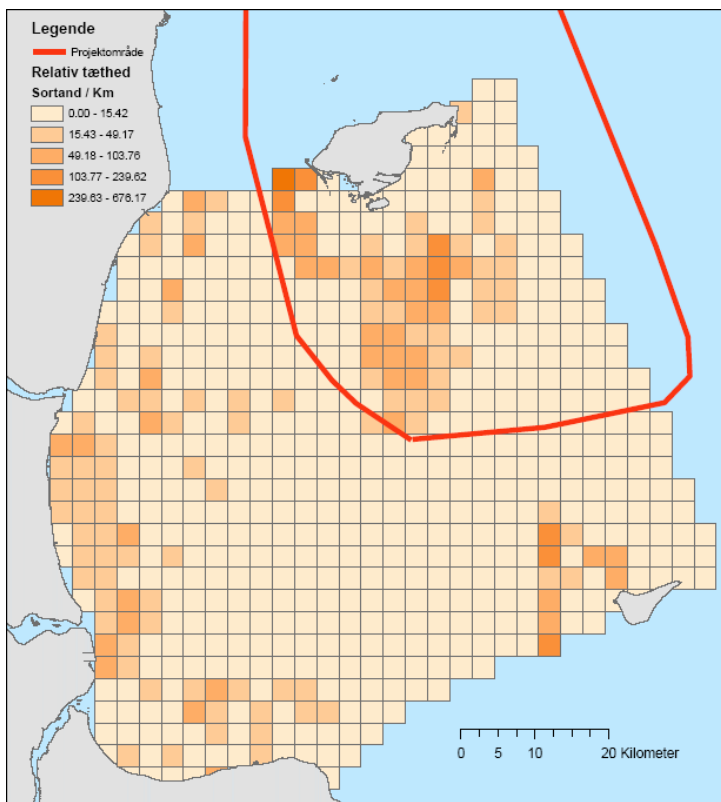 Legende
Projektområde
Relativ tæthed
Sortand / Km
0.00 - 15.42
15.43 - 49.17
49.18 - 103.76
103.77 - 239.62
239.63 - 676.17
0 5 10 20 Kilometer